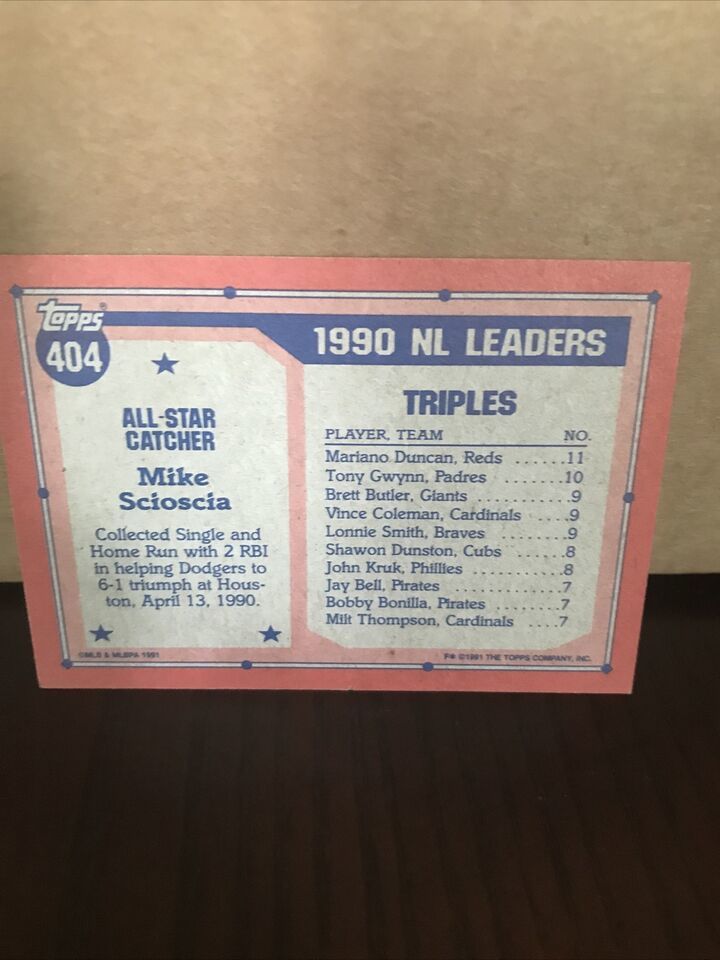 topps®
404
ALL-STAR
CATCHER
Mike
Scioscia
Collected Single and
Home Run with 2 RBI
in helping Dodgers to
6-1 triumph at Hous-
ton, April 13, 1990.
©MLB & MLBPA 1991
1990 NL LEADERS
TRIPLES
PLAYER, TEAM NO.
Mariano Duncan, Reds ......11
Tony Gwynn, Padres .......10
Brett Butler, Giants ..........9
Vince Coleman, Cardinals ....9
Lonnie Smith, Braves ........9
Shawon Dunston, Cubs .......8
John Kruk, Phillies ..........8
Jay Bell, Pirates ............7
Bobby Bonilla, Pirates ........7
Milt Thompson, Cardinals ....7
F* ©1991 THE TOPPS COMPANY, INC.